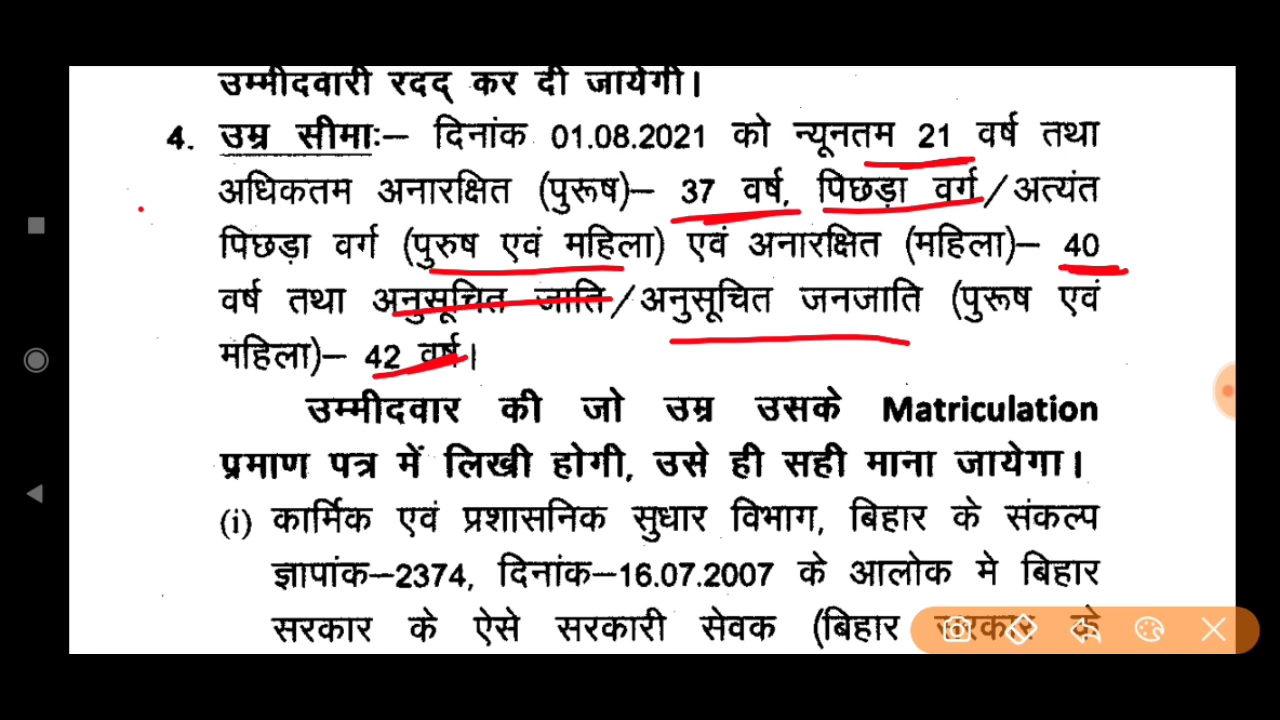 उम्मीदवारी रदद् कर दी जायेगी।
4. उम्र सीमाः– दिनांक 01.08.2021 को न्यूनतम 21 वर्ष तथा
अधिकतम अनारक्षित (पुरूष)– 37 वर्ष, पिछड़ा वर्ग/अत्यंत
पिछड़ा वर्ग (पुरुष एवं महिला) एवं अनारक्षित (महिला)– 40
वर्ष तथा अनुसूचित जाति/अनुसूचित जनजाति (पुरूष एवं
महिला)– 42 वर्ष।
उम्मीदवार की जो उम्र उसके Matriculation
प्रमाण पत्र में लिखी होगी, उसे ही सही माना जायेगा।
(i) कार्मिक एवं प्रशासनिक सुधार विभाग, बिहार के संकल्प
ज्ञापांक–2374, दिनांक–16.07.2007 के आलोक मे बिहार
सरकार के ऐसे सरकारी सेवक (बिहार सरकार के